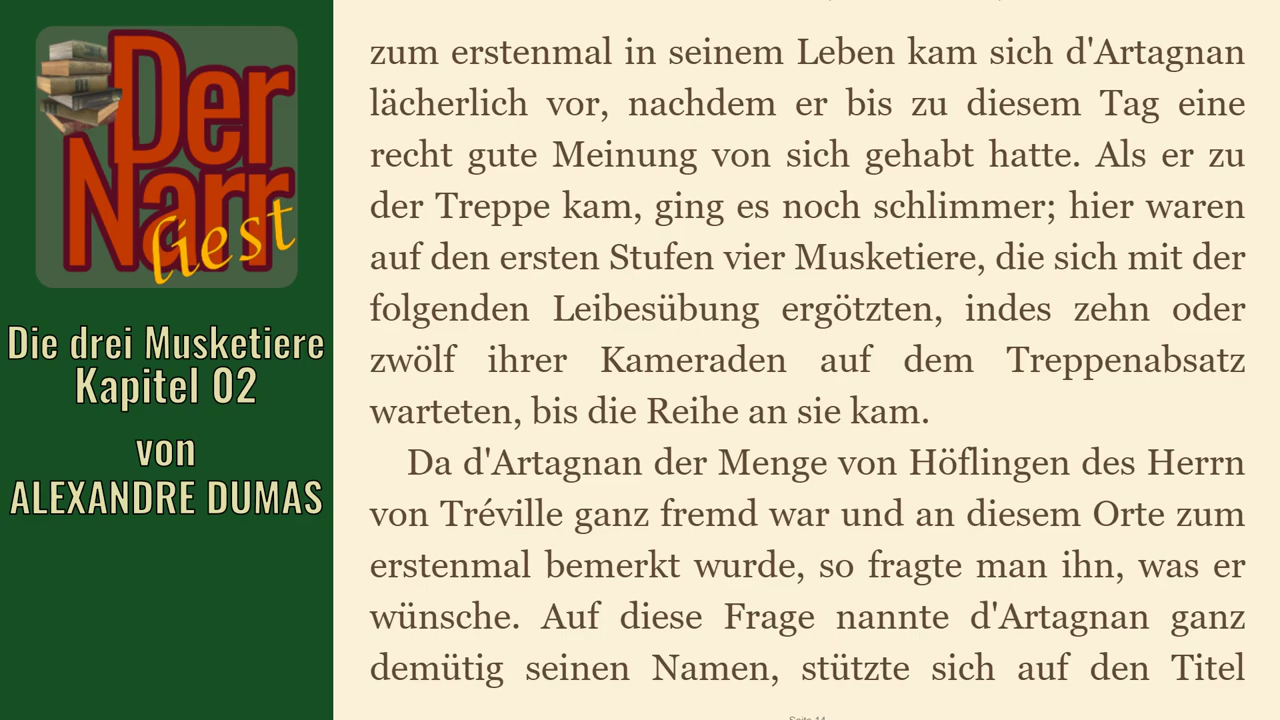 Der
Narr
liest
Die drei Musketiere
Kapitel 02
von
ALEXANDRE DUMAS
zum erstenmal in seinem Leben kam sich d'Artagnan
lächerlich vor, nachdem er bis zu diesem Tag eine
recht gute Meinung von sich gehabt hatte. Als er zu
der Treppe kam, ging es noch schlimmer; hier waren
auf den ersten Stufen vier Musketiere, die sich mit der
folgenden Leibesübung ergötzten, indes zehn oder
zwölf ihrer Kameraden auf dem Treppenabsatz
warteten, bis die Reihe an sie kam.
Da d'Artagnan der Menge von Höflingen des Herrn
von Tréville ganz fremd war und an diesem Orte zum
erstenmal bemerkt wurde, so fragte man ihn, was er
wünsche. Auf diese Frage nannte d'Artagnan ganz
demütig seinen Namen, stützte sich auf den Titel